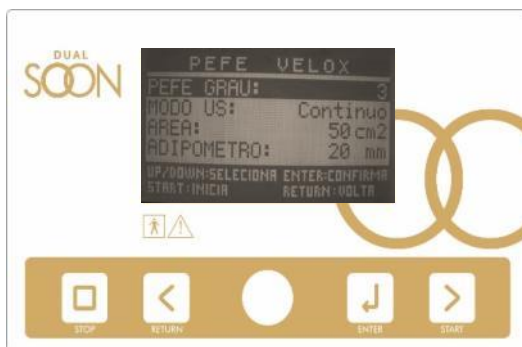 DUAL
SOON
PEFE VELOX
PEFE GRAU: 3
MODO US: Continuo
AREA: 50 cm2
ADIPOMETRO: 20 mm
UP/DOWN:SELECIONA ENTER:CONFIRMA
START:INICIA RETURN:VOLTA
STOP
RETURN
ENTER
START